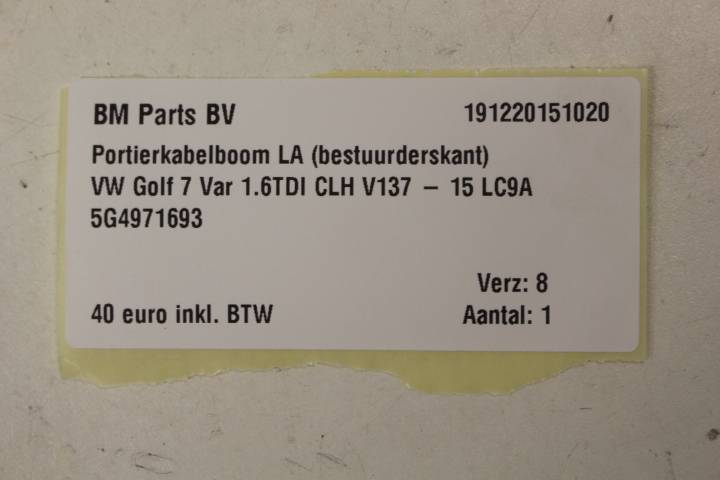 BM Parts BV 191220151020
Portierkabelboom LA (bestuurderskant)
VW Golf 7 Var 1.6TDI CLH V137 – 15 LC9A
5G4971693
Verz: 8
40 euro inkl. BTW Aantal: 1